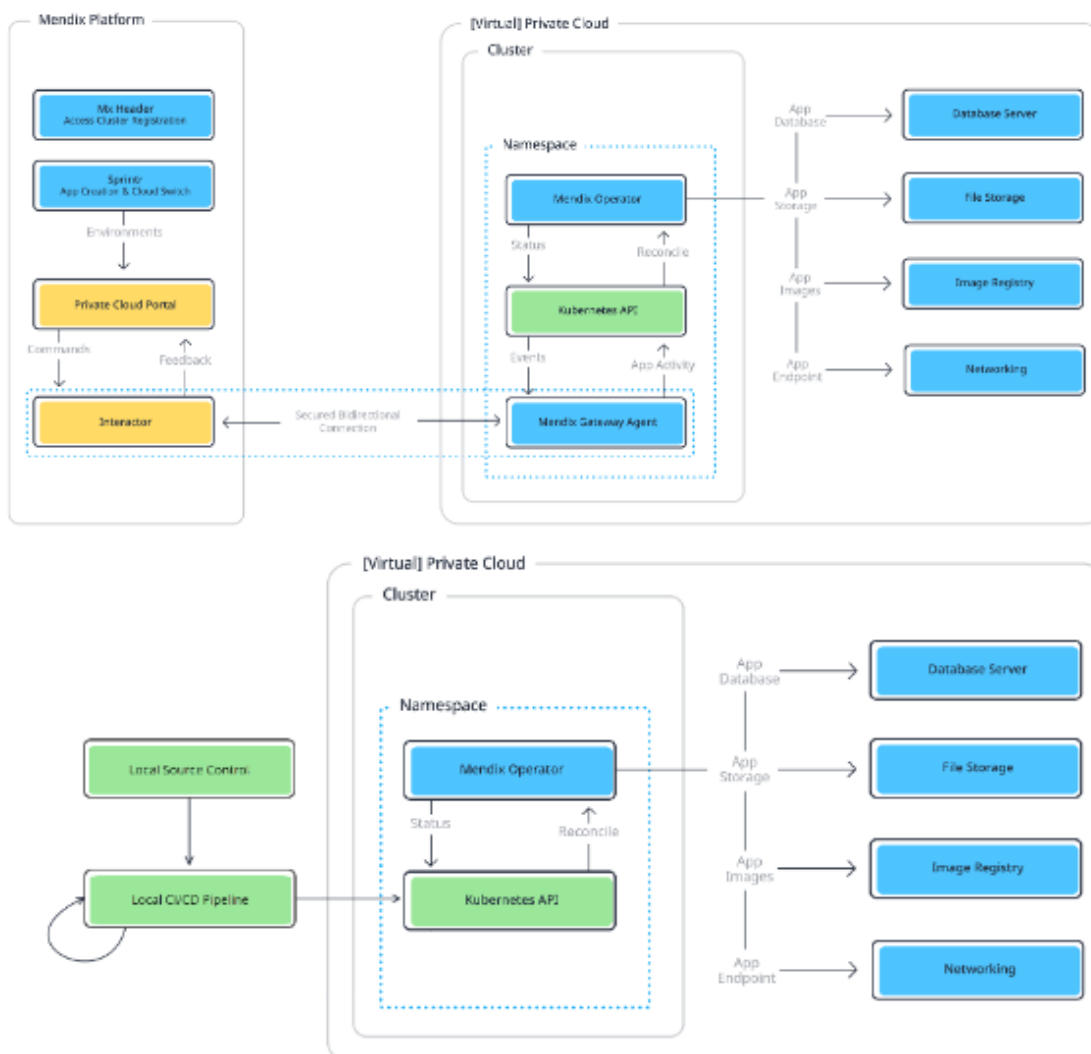 Mendix Platform
Mx Header
Access Cluster Registration
Sprintr
App Creation & Cloud Switch
Environments
Private Cloud Portal
Commands
Feedback
Interactor
Secured Bidirectional
Connection
[Virtual] Private Cloud
Cluster
Namespace
Mendix Operator
Status
Reconcile
Kubernetes API
Events
App Activity
Mendix Gateway Agent
App
Database
Database Server
App
Storage
File Storage
App
Images
Image Registry
App
Endpoint
Networking
[Virtual] Private Cloud
Cluster
Namespace
Local Source Control
Local CI/CD Pipeline
Mendix Operator
Status
Reconcile
Kubernetes API
App
Database
Database Server
App
Storage
File Storage
App
Images
Image Registry
App
Endpoint
Networking